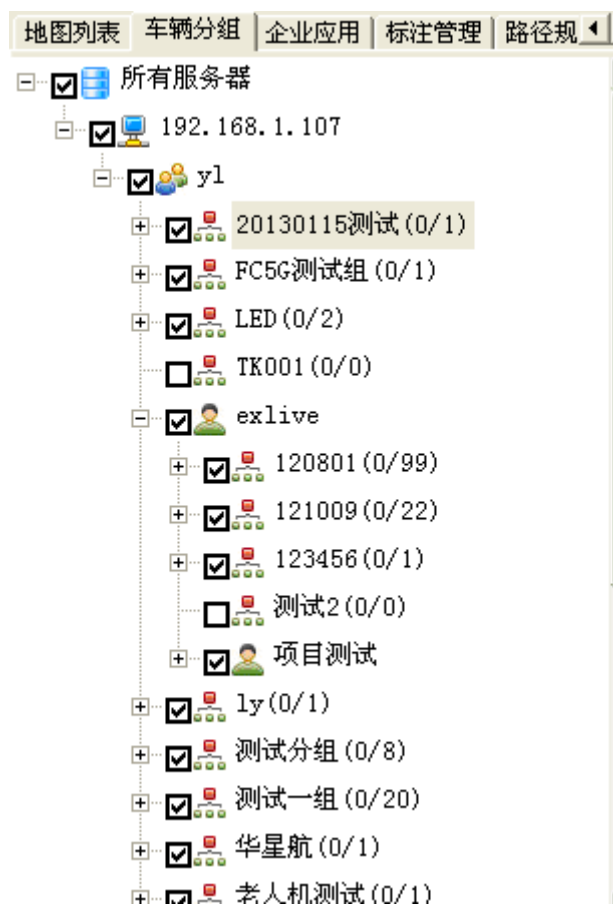 地图列表 车辆分组 企业应用 标注管理 路径规
所有服务器
192.168.1.107
yl
20130115测试(0/1)
FC5G测试组(0/1)
LED(0/2)
TK001(0/0)
exlive
120801(0/99)
121009(0/22)
123456(0/1)
测试2(0/0)
项目测试
ly(0/1)
测试分组(0/8)
测试一组(0/20)
华星航(0/1)
老人机测试(0/1)